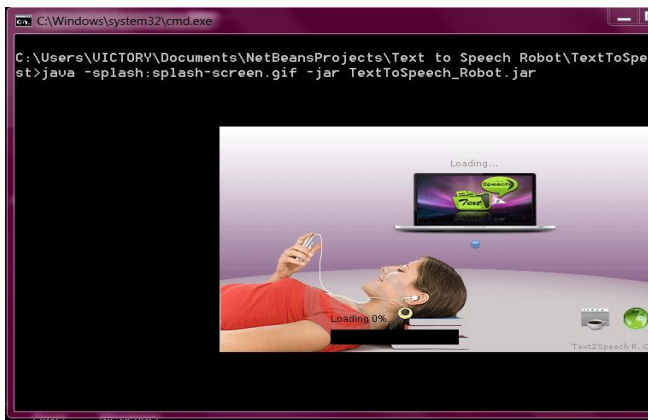 C:\Windows\system32\cmd.exe
C:\Users\VICTORY\Documents\NetBeansProjects\Text to Speech Robot\TextToSpe
st>java -splash:splash-screen.gif -jar TextToSpeech_Robot.jar
Loading...
Speech
Text
Loading 0%..
Text2Speech R.